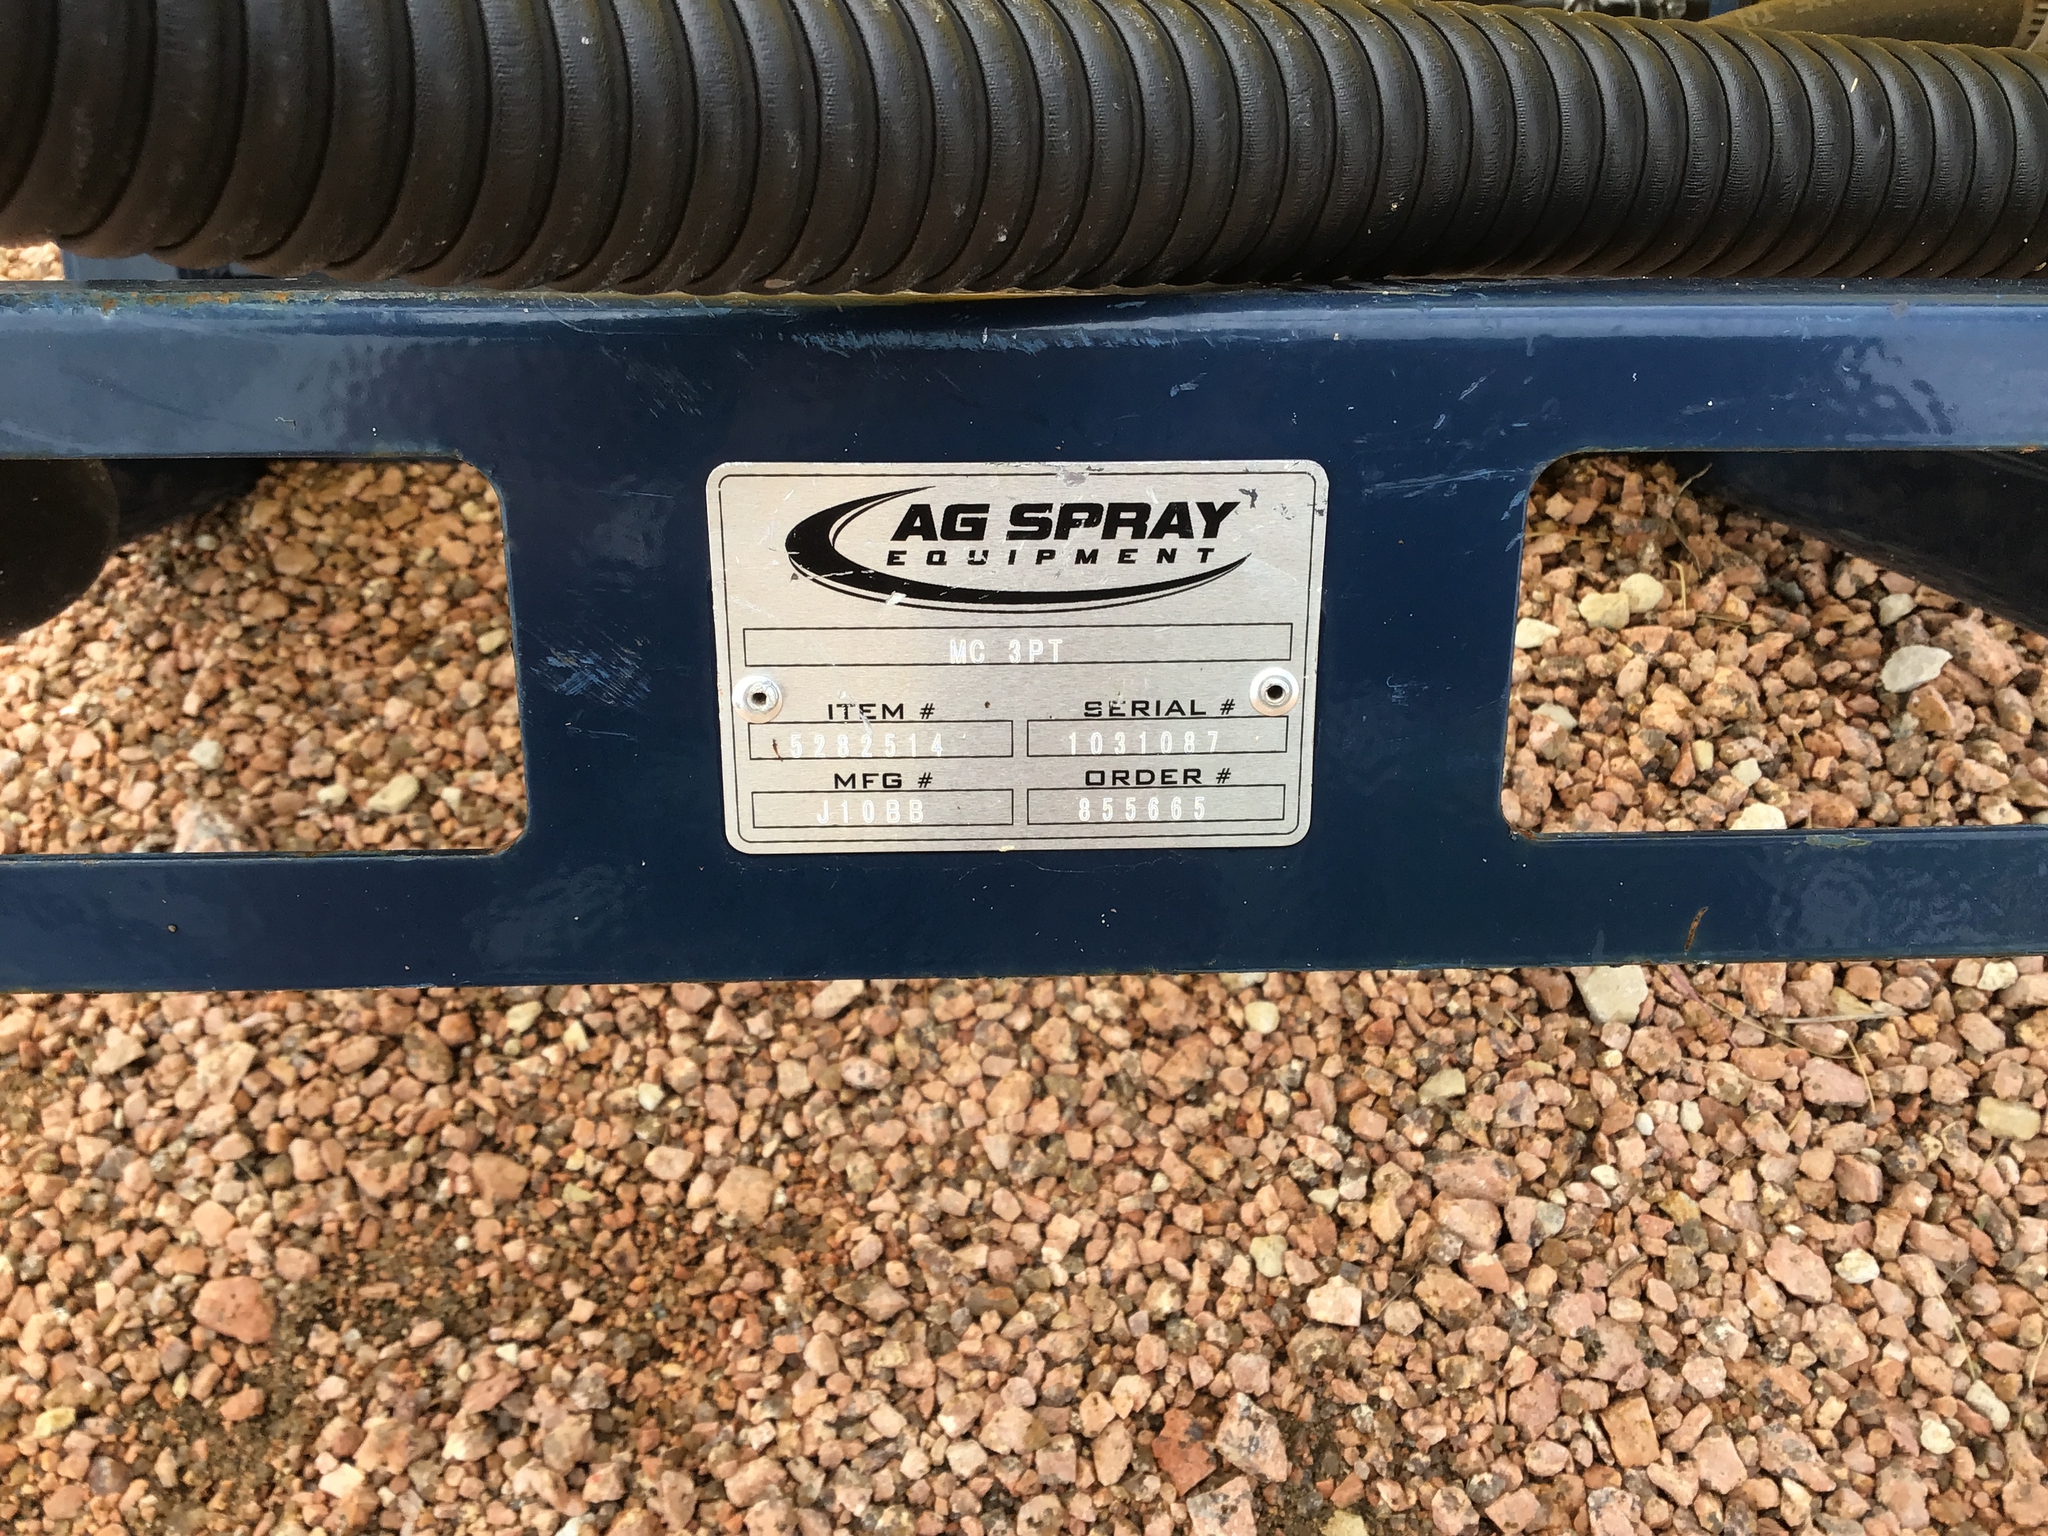 AG SPRAY
EQUIPMENT
MC 3PT
ITEM # SERIAL #
5282514 1031087
MFG # ORDER #
J10BB 855665